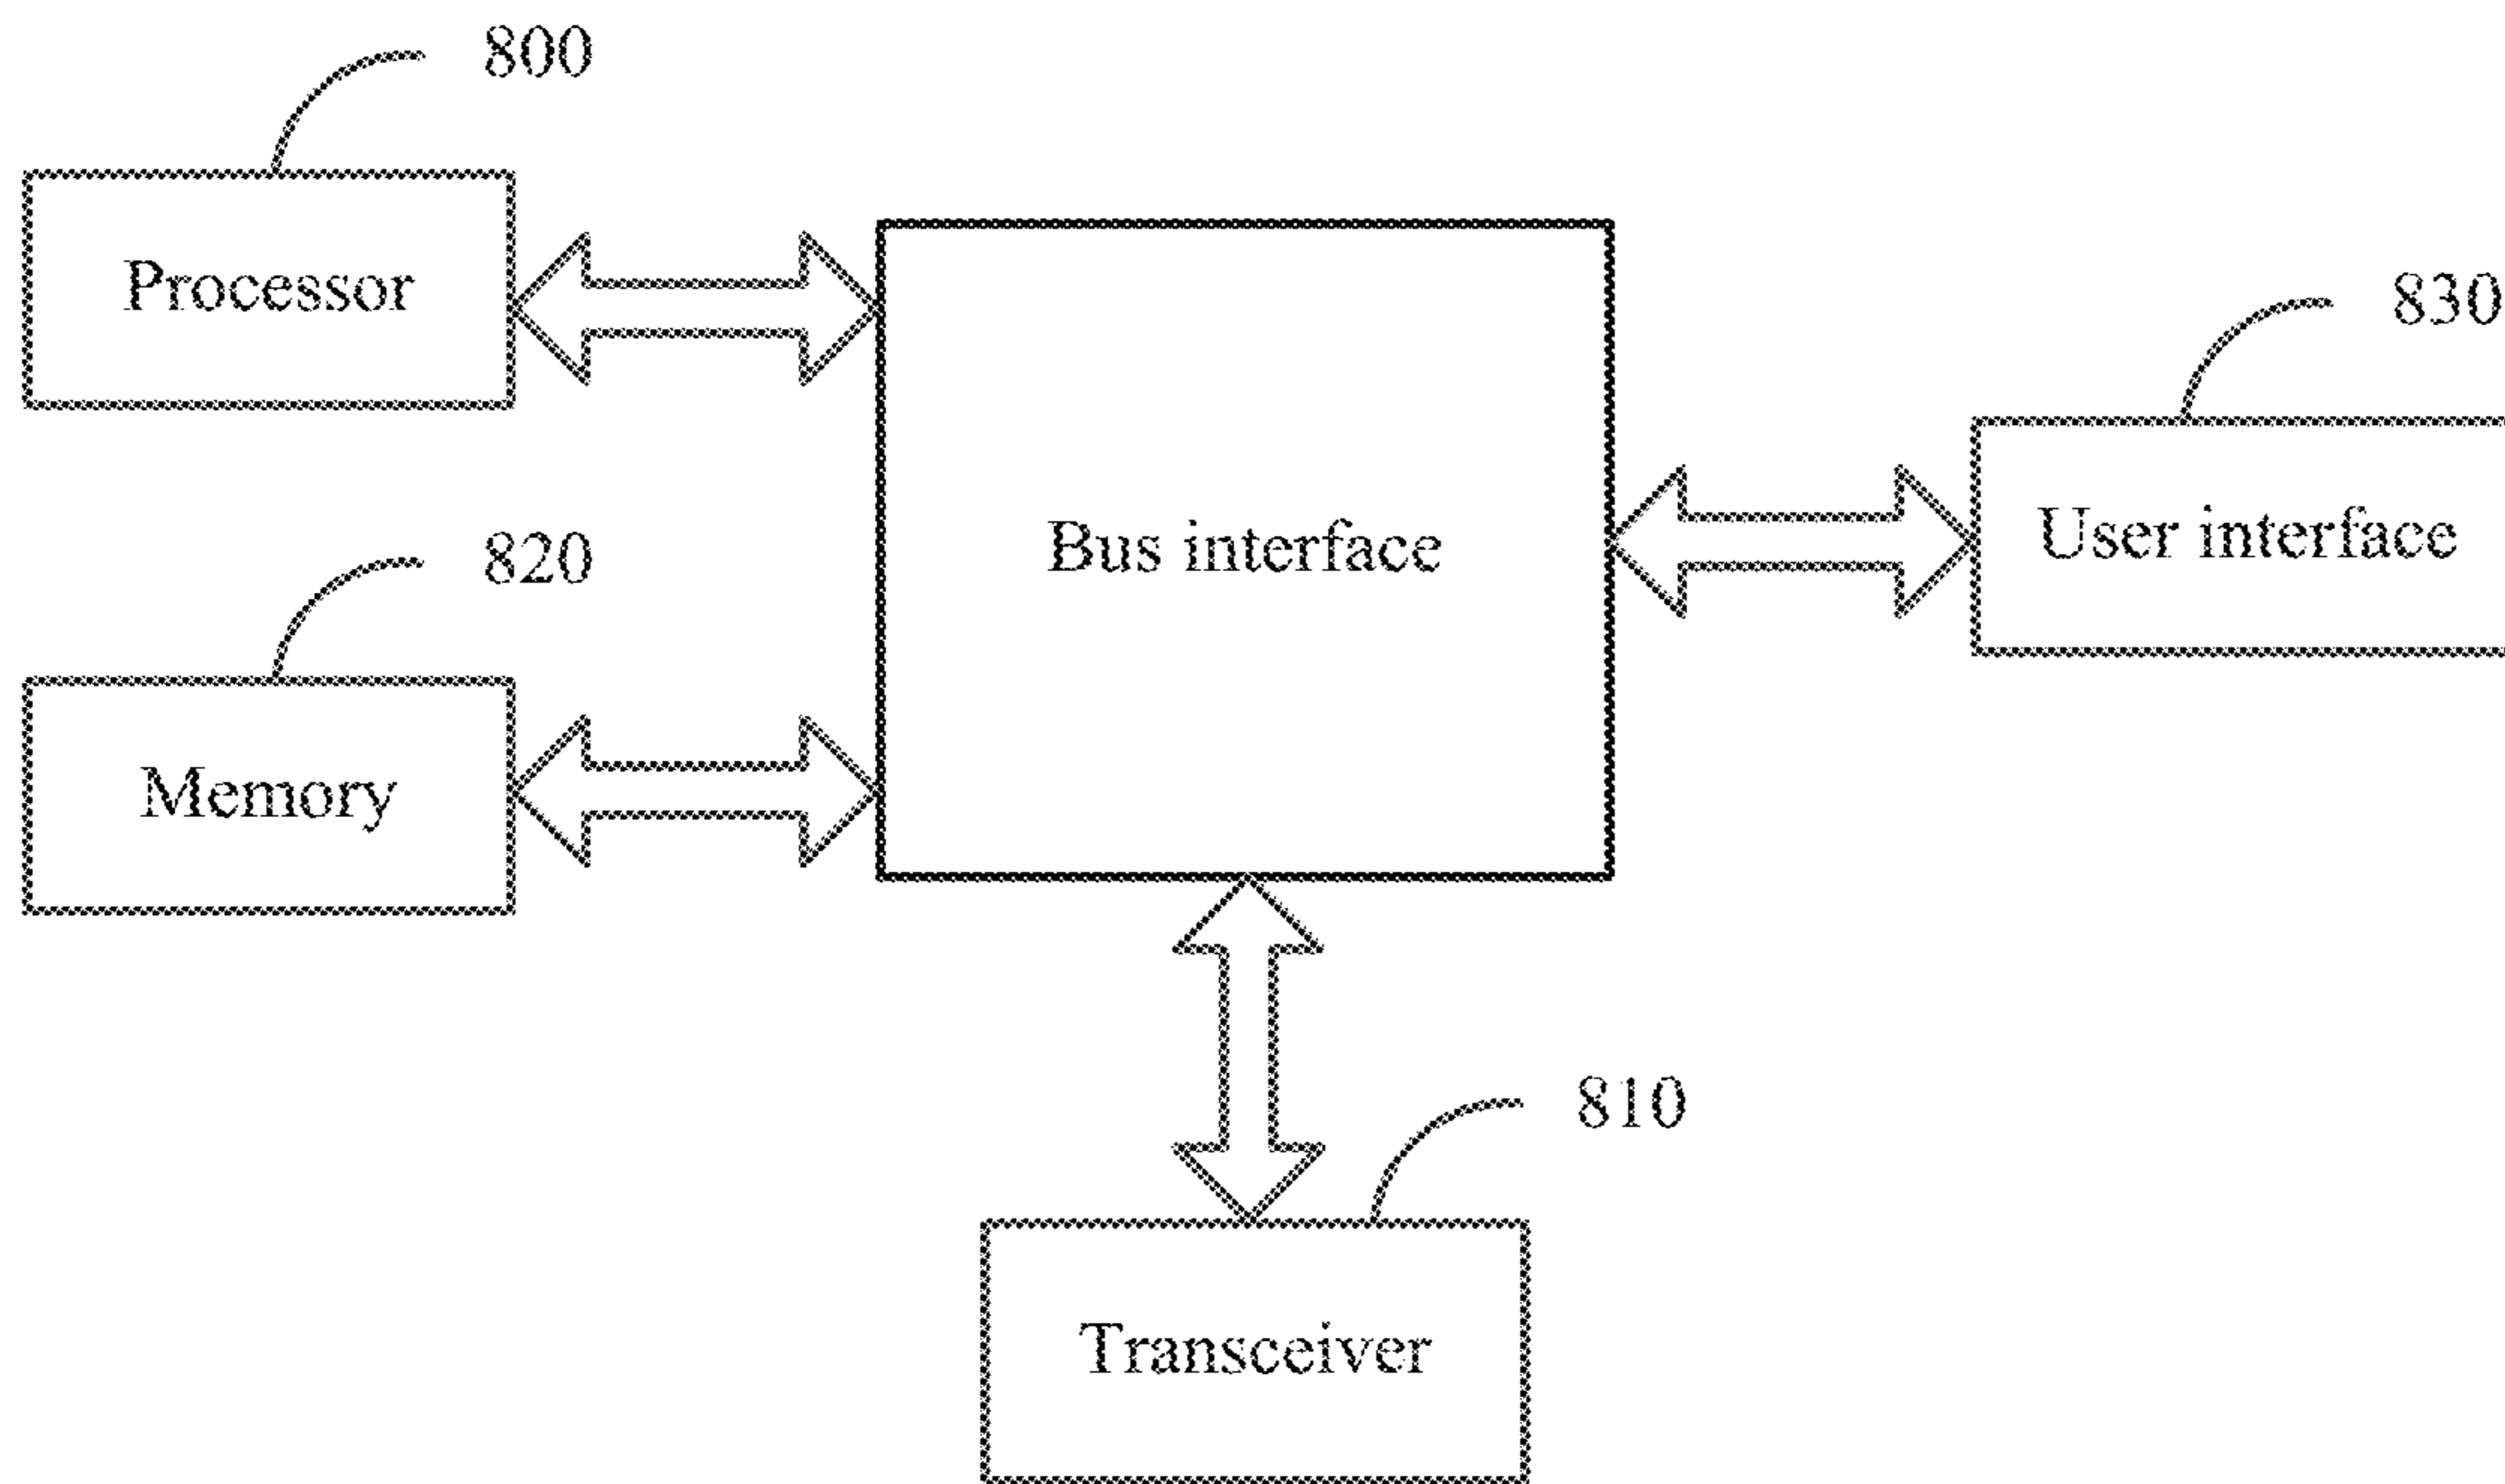 800
Processor
830
Bus interface
User interface
820
Memory
810
Transceiver